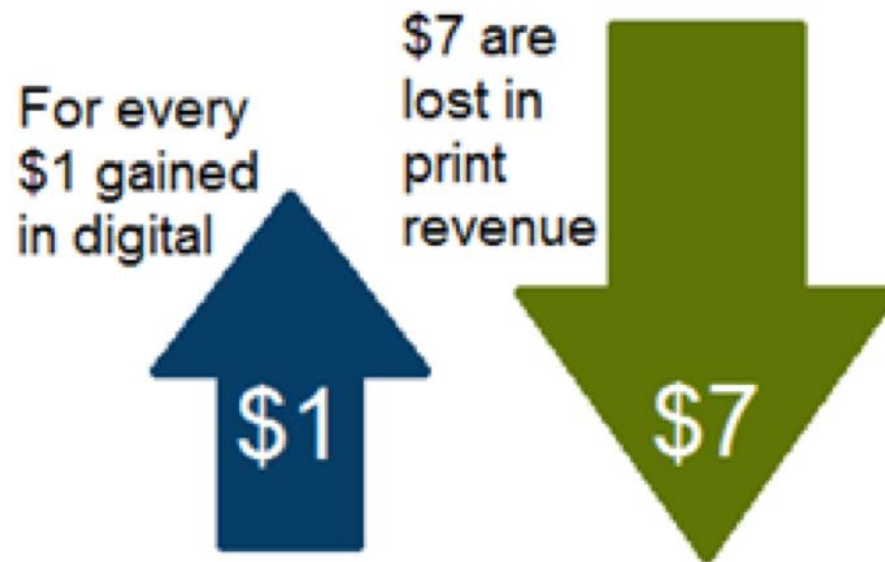 For every
$1 gained
in digital
$1
$7 are
lost in
print
revenue
$7